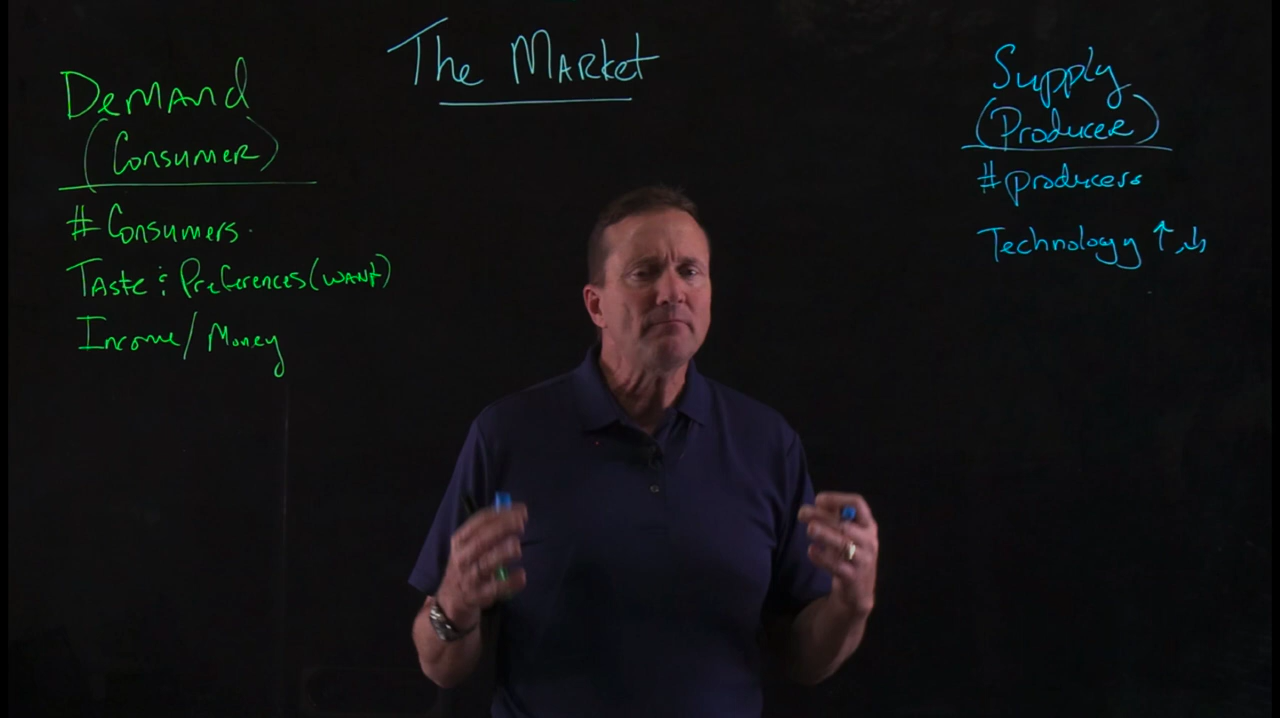 The Market
Demand
(Consumer)
# Consumers.
Taste & Preferences (want)
Income/Money
Supply
(Producer)
# producers
Technology ↑,↓